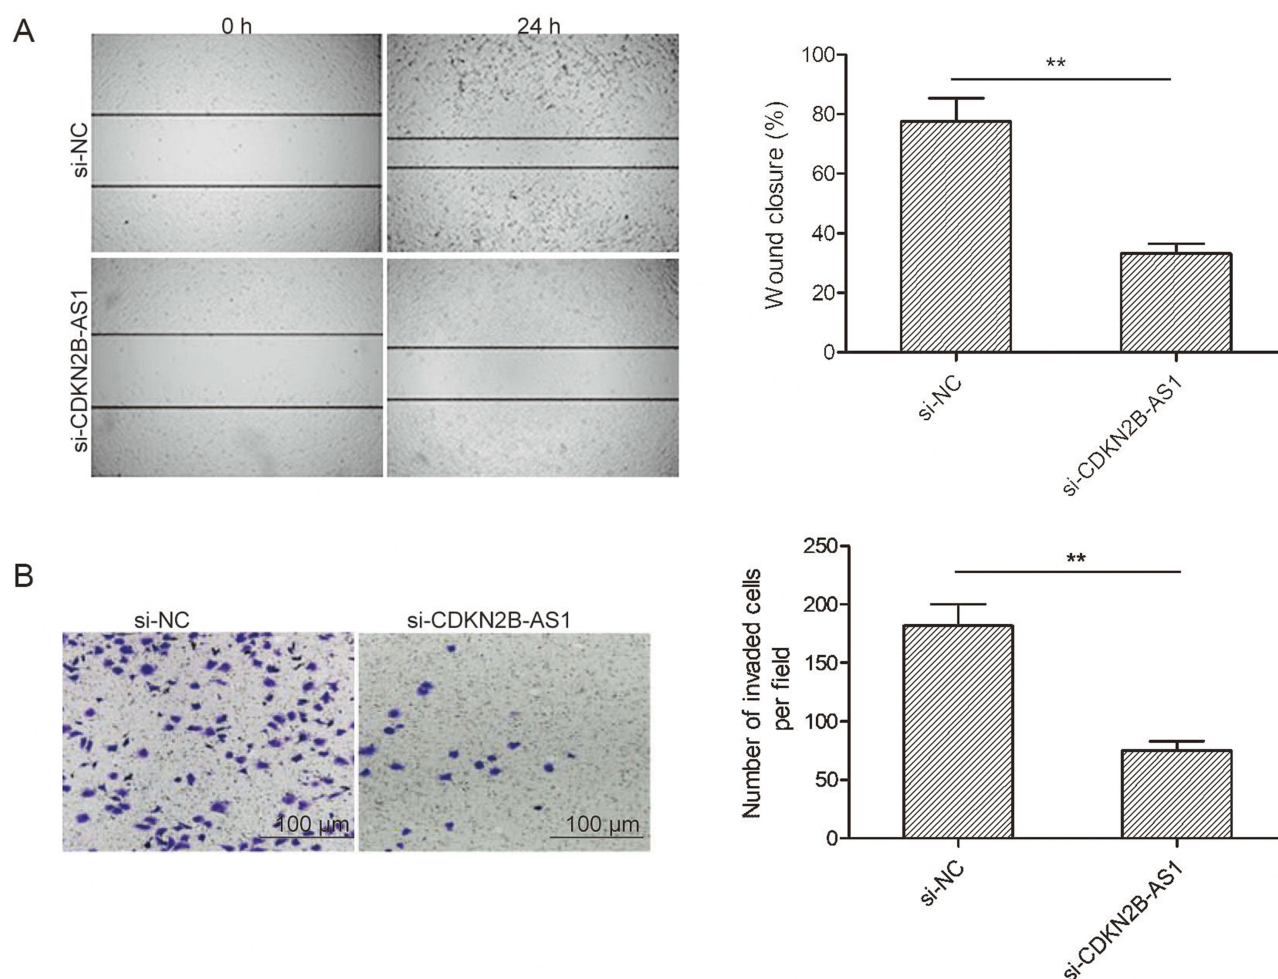 A
0 h
24 h
si-NC
si-CDKN2B-AS1
Wound closure (%)
100
80
60
40
20
0
**
si-NC
si-CDKN2B-AS1
B
si-NC
si-CDKN2B-AS1
100 µm
100 µm
Number of invaded cells
per field
250
200
150
100
50
0
**
si-NC
si-CDKN2B-AS1